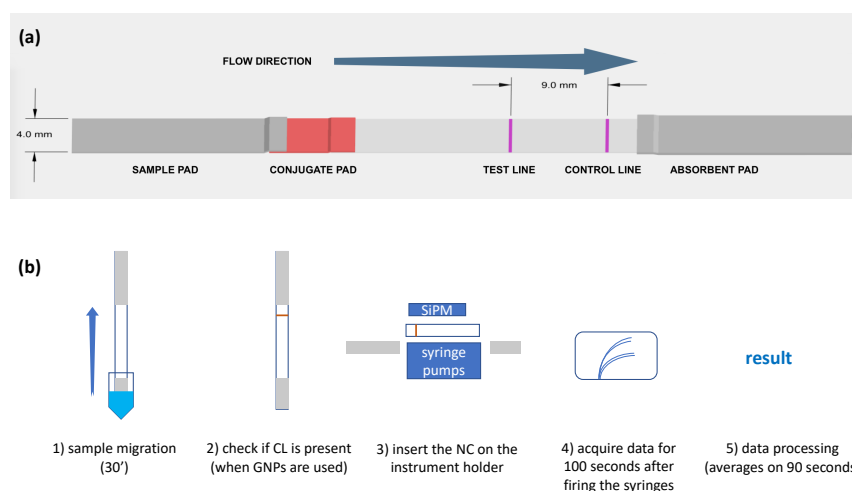 (a)
FLOW DIRECTION
9.0 mm
4.0 mm
SAMPLE PAD
CONJUGATE PAD
TEST LINE
CONTROL LINE
ABSORBENT PAD
(b)
SiPM
syringe
pumps
result
1) sample migration
(30')
2) check if CL is present
(when GNPs are used)
3) insert the NC on the
instrument holder
4) acquire data for
100 seconds after
firing the syringes
5) data processing
(averages on 90 seconds